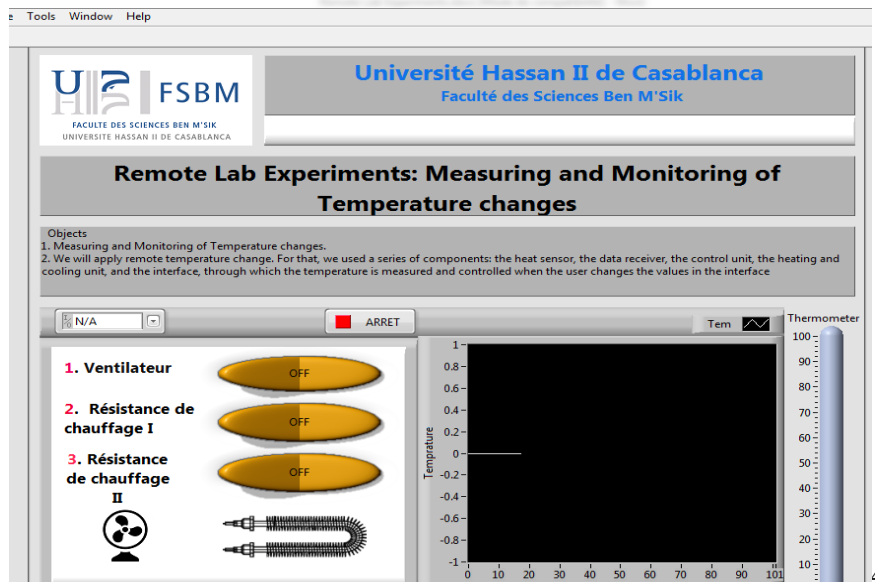 Tools Window Help
UH2C FSBM
FACULTE DES SCIENCES BEN M'SIK
UNIVERSITE HASSAN II DE CASABLANCA
Université Hassan II de Casablanca
Faculté des Sciences Ben M'Sik
Remote Lab Experiments: Measuring and Monitoring of
Temperature changes
Objects
1. Measuring and Monitoring of Temperature changes.
2. We will apply remote temperature change. For that, we used a series of components: the heat sensor, the data receiver, the control unit, the heating and
cooling unit, and the interface, through which the temperature is measured and controlled when the user changes the values in the interface
N/A
ARRET
Tem
Thermometer
1. Ventilateur
OFF
2. Résistance de
chauffage I
OFF
3. Résistance
de chauffage
II
OFF
Temprature
1
0.8
0.6
0.4
0.2
0
-0.2
-0.4
-0.6
-0.8
-1
0 10 20 30 40 50 60 70 80 90 101
100
90
80
70
60
50
40
30
20
10